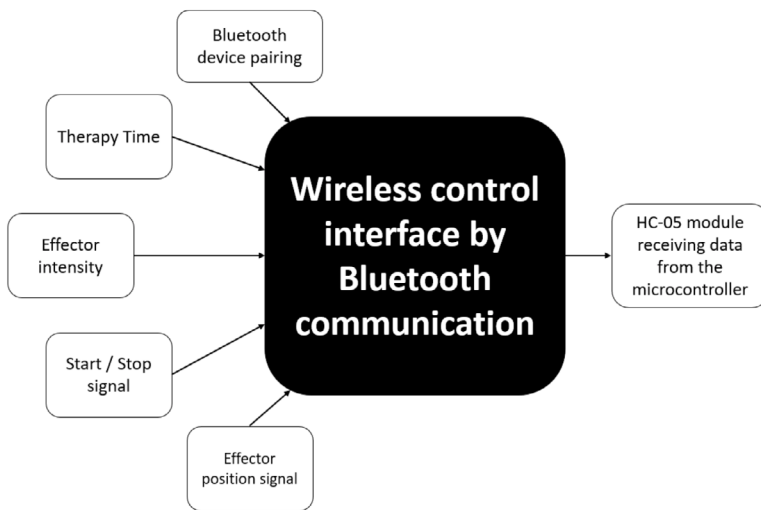 Bluetooth
device pairing
Therapy Time
Effector
intensity
Start / Stop
signal
Effector
position signal
Wireless control
interface by
Bluetooth
communication
HC-05 module
receiving data
from the
microcontroller